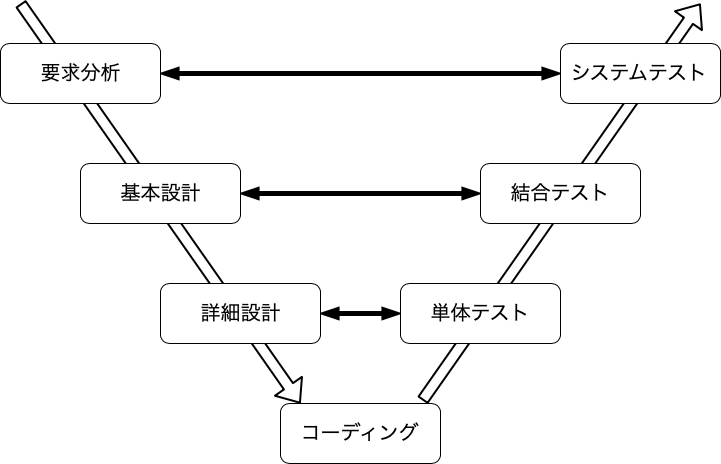 要求分析
システムテスト
基本設計
結合テスト
詳細設計
単体テスト
コーディング